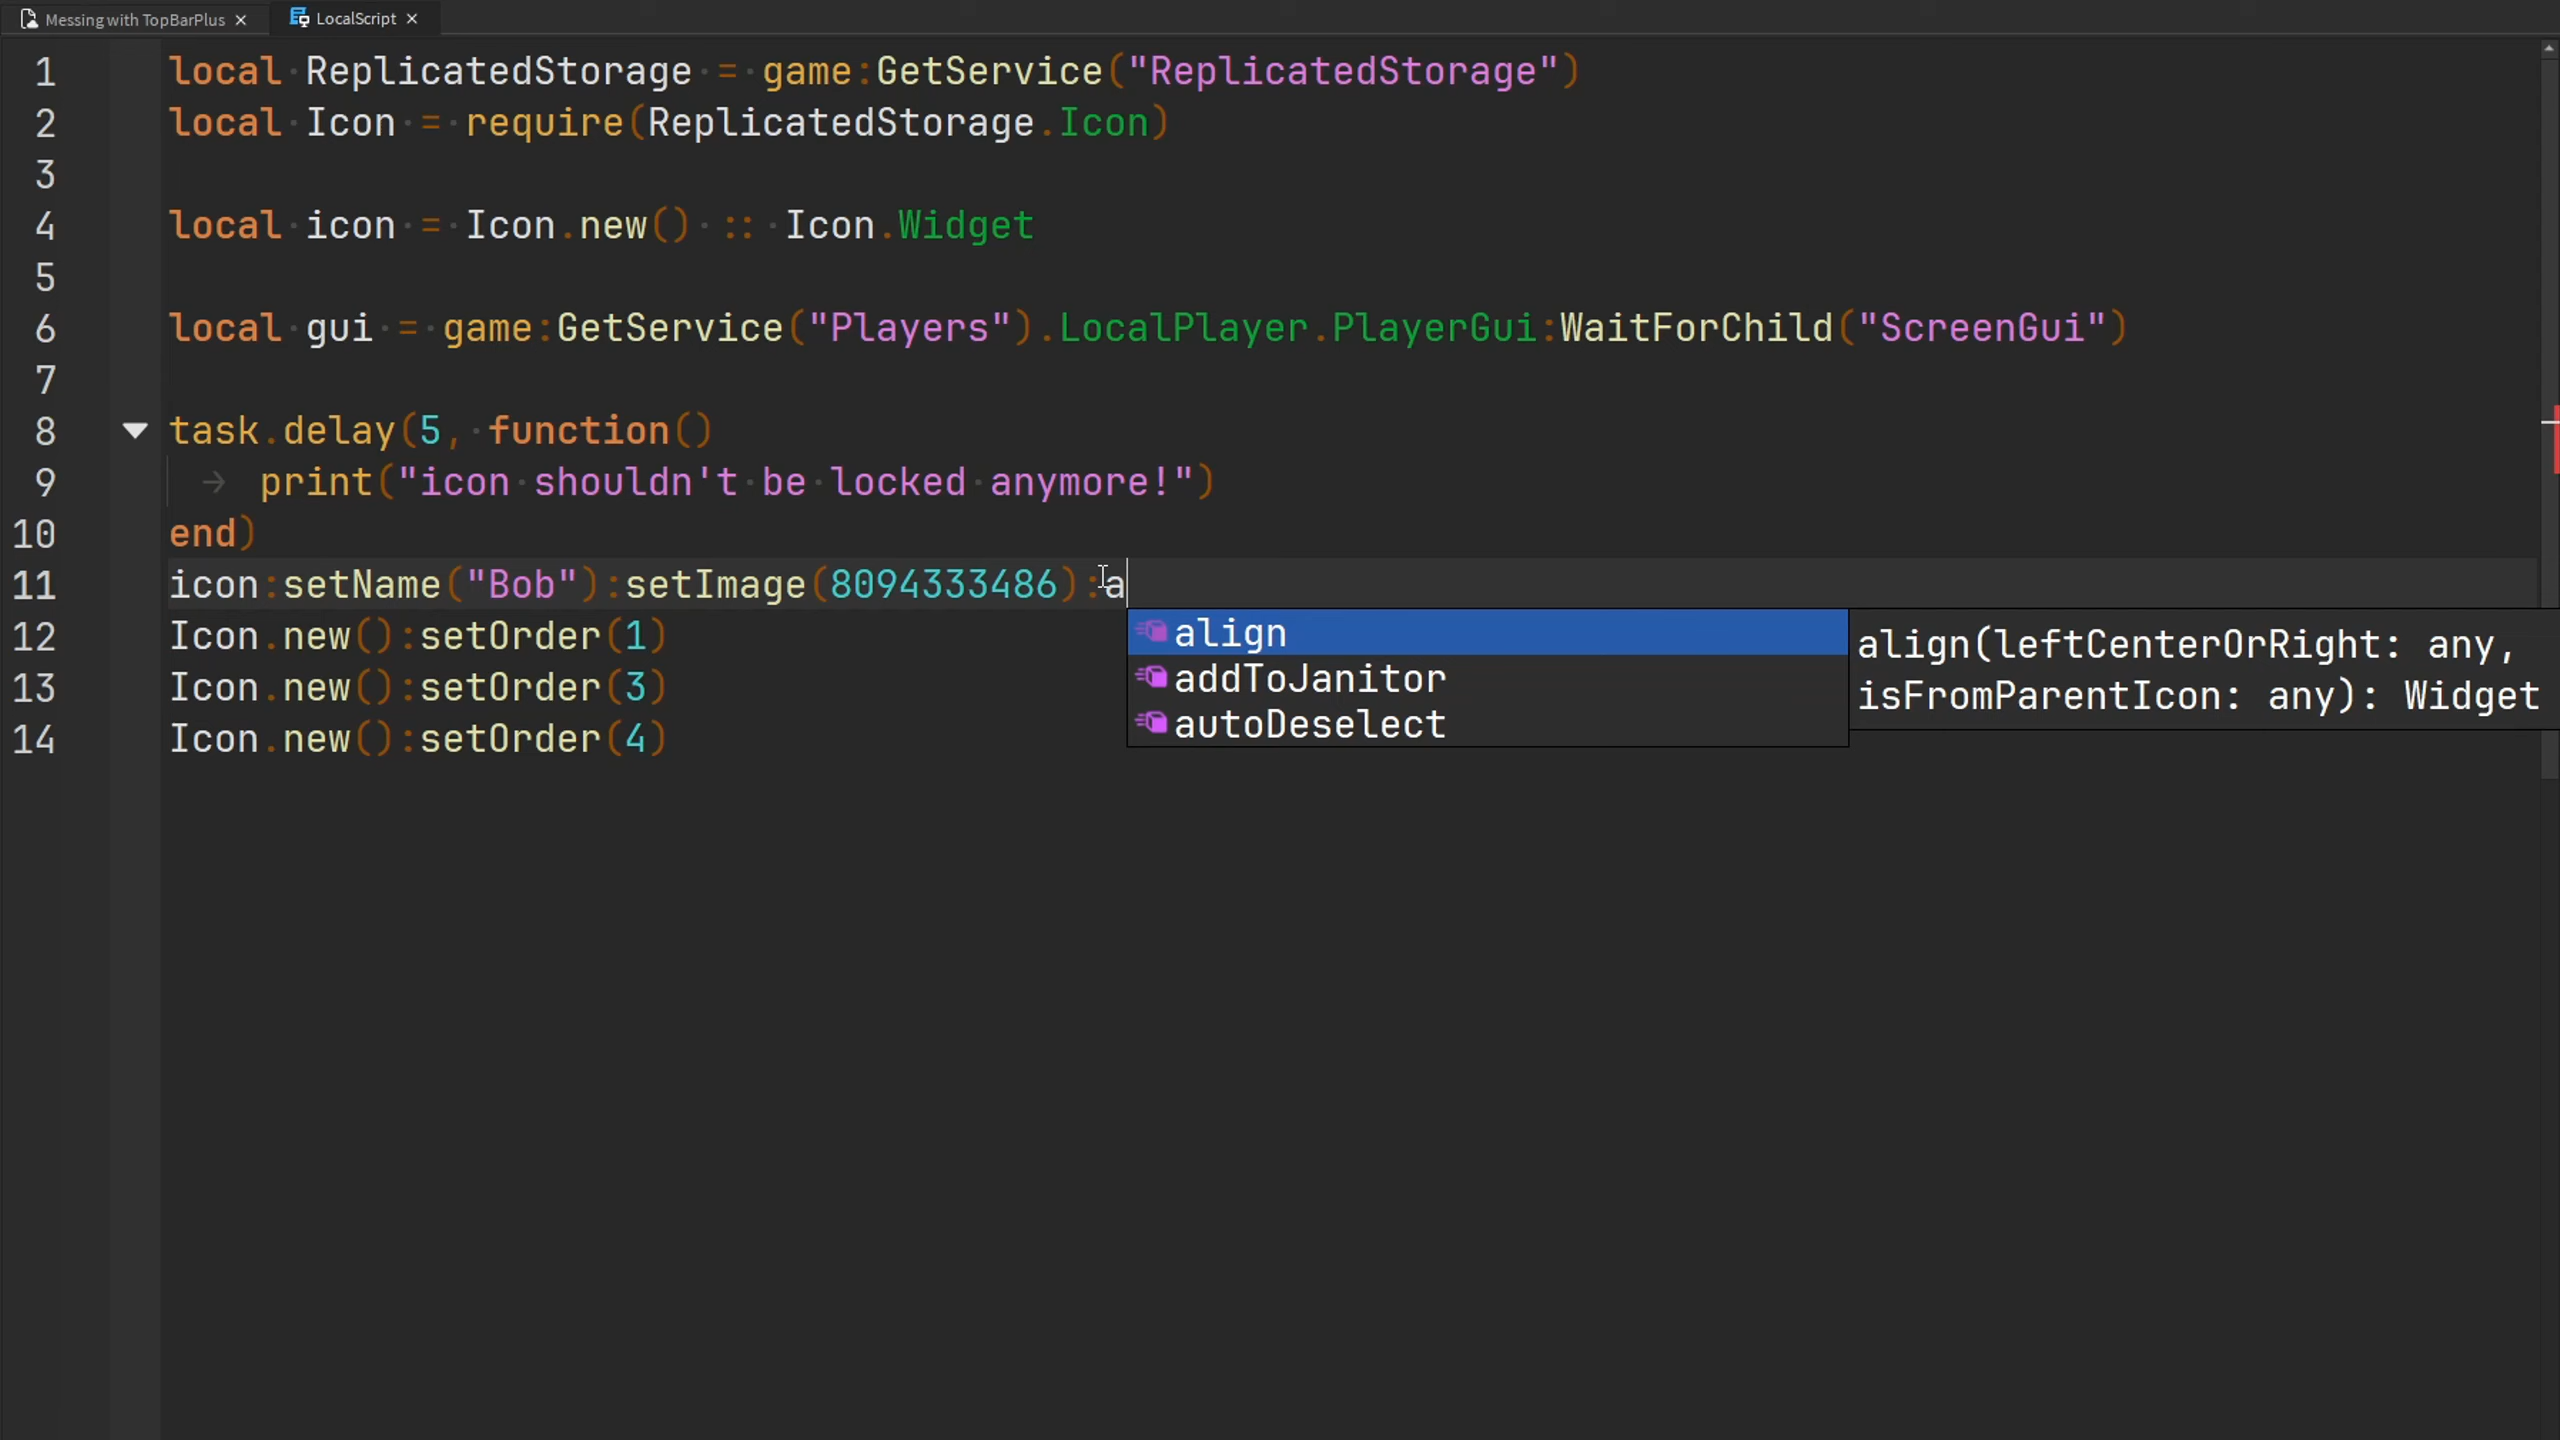 Messing with TopBarPlus × LocalScript ×
1 local ReplicatedStorage = game:GetService("ReplicatedStorage")
2 local Icon = require(ReplicatedStorage.Icon)
3
4 local icon = Icon.new() :: Icon.Widget
5
6 local gui = game:GetService("Players").LocalPlayer.PlayerGui:WaitForChild("ScreenGui")
7
8 task.delay(5, function()
9 print("icon shouldn't be locked anymore!")
10 end)
11 icon:setName("Bob"):setImage(8094333486):a
12 Icon.new():setOrder(1)
13 Icon.new():setOrder(3)
14 Icon.new():setOrder(4)
align
addToJanitor
autoDeselect
align(leftCenterOrRight: any,
isFromParentIcon: any): Widget